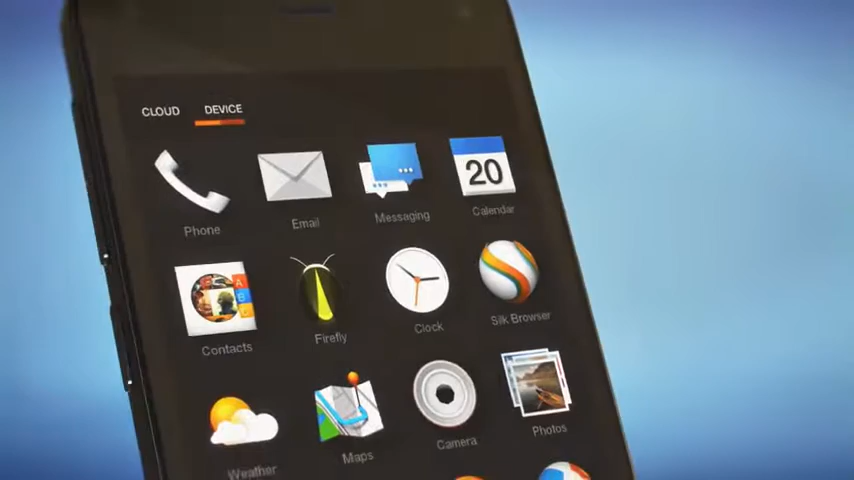 CLOUD DEVICE
Phone Email Messaging Calendar
20
Contacts Firefly Clock Silk Browser
A
B
C
Weather Maps Camera Photos